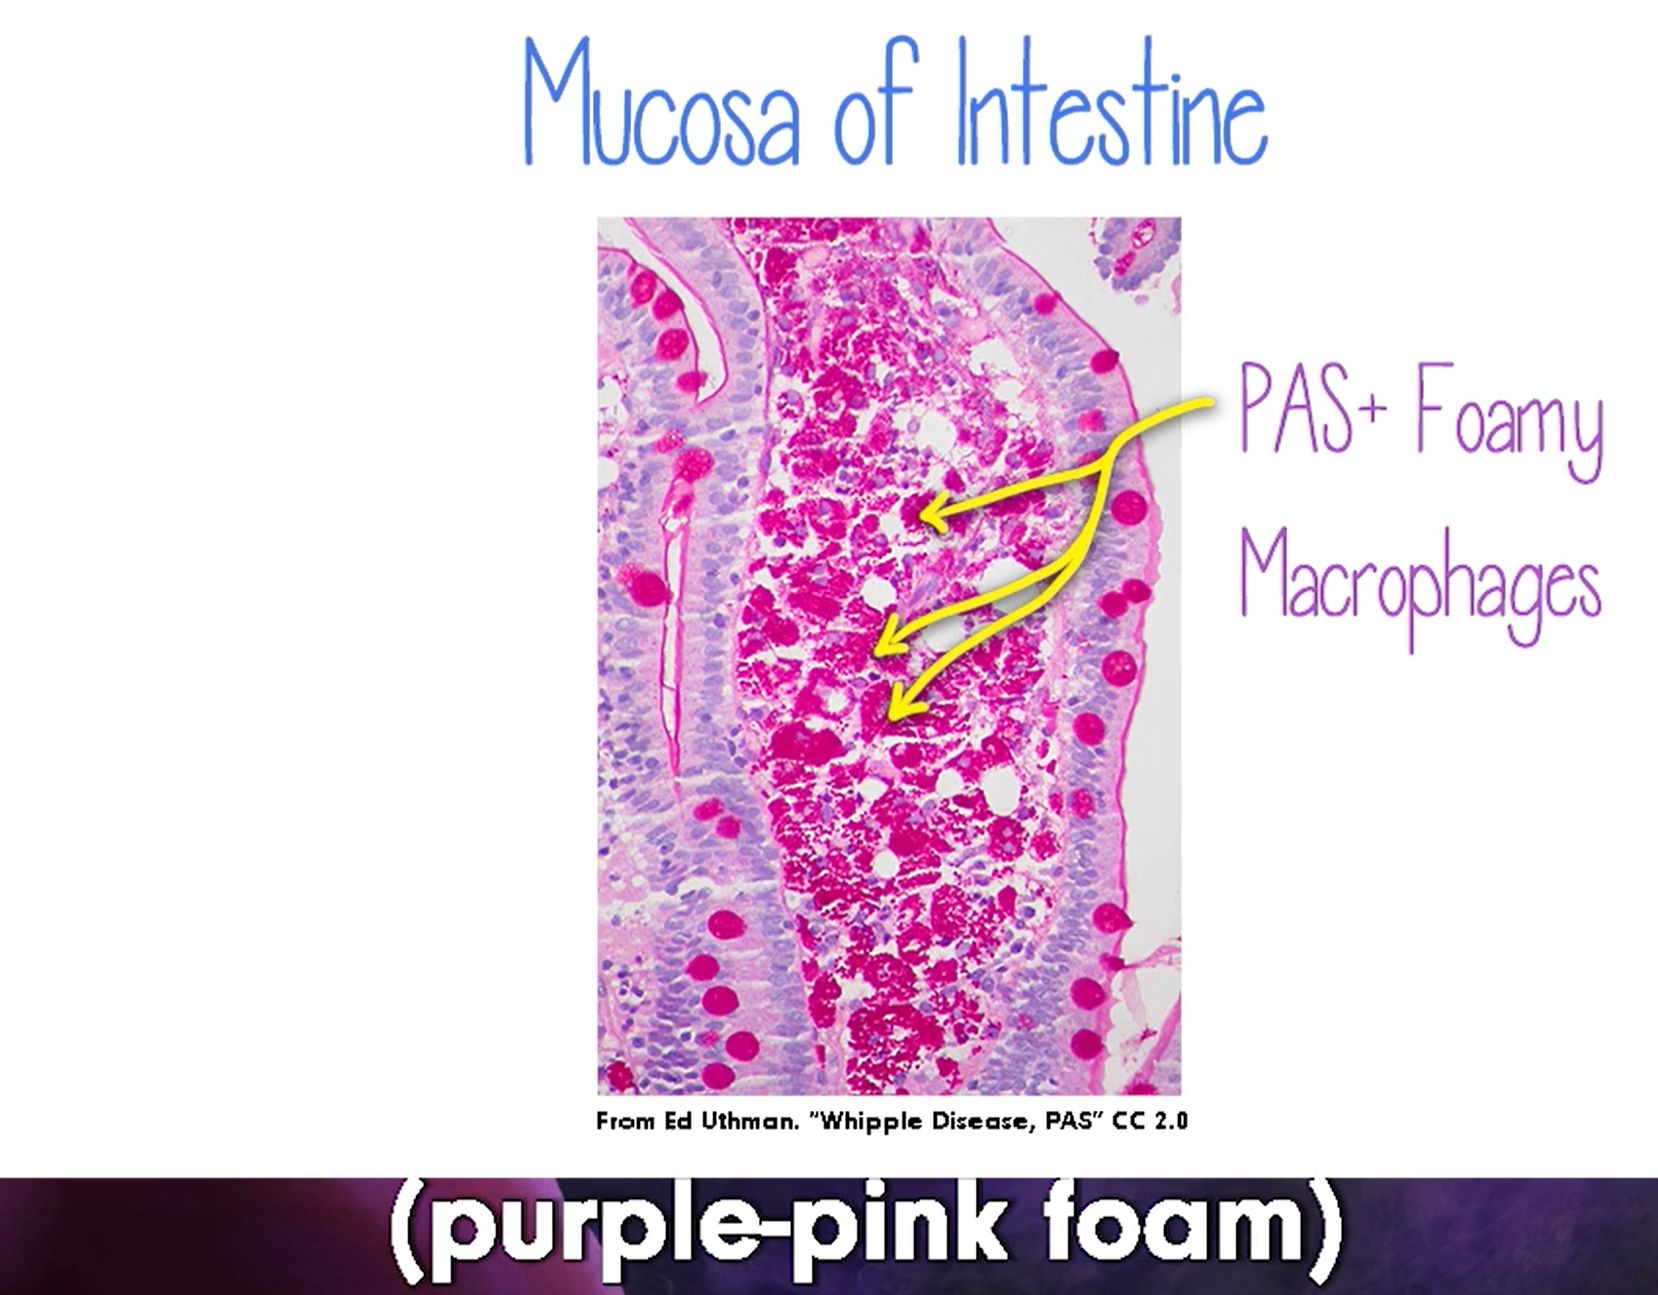 Mucosa of Intestine
PAS+ Foamy
Macrophages
From Ed Uthman. "Whipple Disease, PAS" CC 2.0
(purple-pink foam)